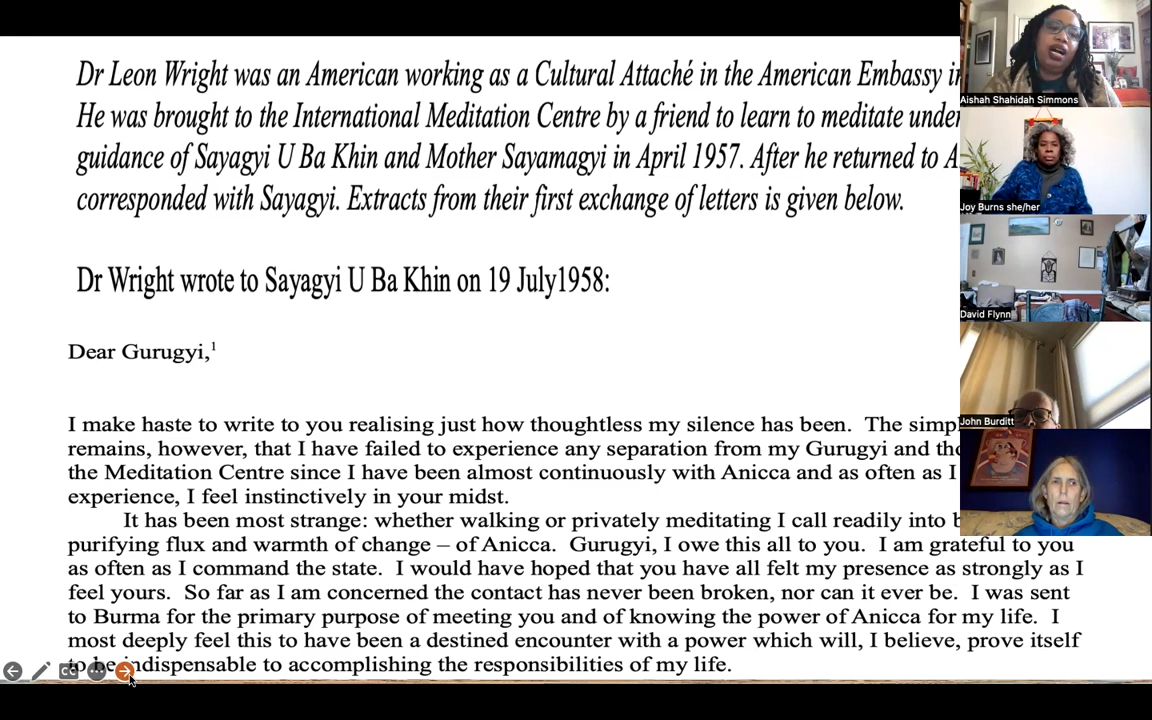 Dr Leon Wright was an American working as a Cultural Attaché in the American Embassy
He was brought to the International Meditation Centre by a friend to learn to meditate under
guidance of Sayagyi U Ba Khin and Mother Sayamagyi in April 1957. After he returned to
corresponded with Sayagyi. Extracts from their first exchange of letters is given below.
Dr Wright wrote to Sayagyi U Ba Khin on 19 July1958:
Dear Gurugyi,1
I make haste to write to you realising just how thoughtless my silence has been. The
remains, however, that I have failed to experience any separation from my Gurugyi and
the Meditation Centre since I have been almost continuously with Anicca and as often as I
experience, I feel instinctively in your midst.
It has been most strange: whether walking or privately meditating I call readily into
purifying flux and warmth of change – of Anicca. Gurugyi, I owe this all to you. I am grateful to you
as often as I command the state. I would have hoped that you have all felt my presence as strongly as I
feel yours. So far as I am concerned the contact has never been broken, nor can it ever be. I was sent
to Burma for the primary purpose of meeting you and of knowing the power of Anicca for my life. I
most deeply feel this to have been a destined encounter with a power which will, I believe, prove itself
to be indispensable to accomplishing the responsibilities of my life.
CC
Aishah Shahidah Simmons
Joy Burns she/her
David Flynn
John Burditt